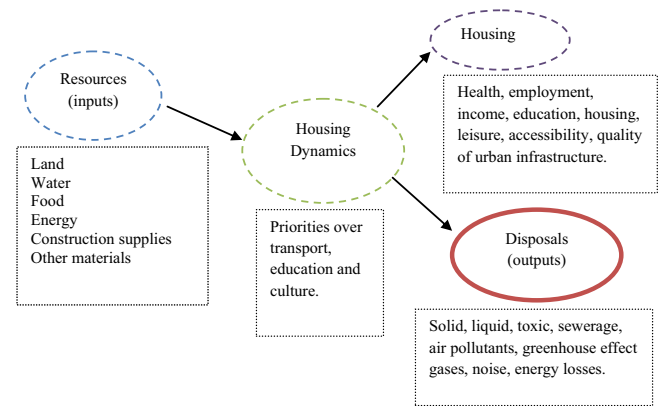 Resources
(inputs)
Land
Water
Food
Energy
Construction supplies
Other materials
Housing
Dynamics
Priorities over
transport,
education and
culture.
Housing
Health, employment,
income, education, housing,
leisure, accessibility, quality
of urban infrastructure.
Disposals
(outputs)
Solid, liquid, toxic, sewerage,
air pollutants, greenhouse effect
gases, noise, energy losses.